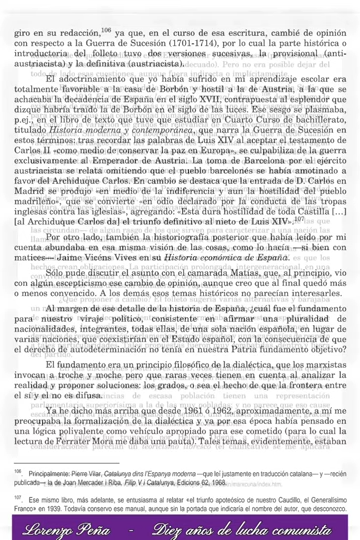 giro en su redacción,¹⁰⁶ ya que, en el curso de esa escritura, cambié de opinión
con respecto a la Guerra de Sucesión (1701-1714), por lo cual la parte histórica o
introductoria del folleto tuvo dos versiones sucesivas, la provisional (anti-
austriacista) y la definitiva (austriacista).
El adoctrinamiento que yo había sufrido en mi aprendizaje escolar era
totalmente favorable a la casa de Borbón y hostil a la de Austria, a la que se
achacaba la decadencia de España en el siglo XVII, contrapuesta al esplendor que
dizque habría traído la de Borbón en el siglo de las luces. Ese sesgo se plasmaba,
p.ej., en el libro de texto que tuve que estudiar en Cuarto Curso de bachillerato,
titulado Historia moderna y contemporánea, que narra la Guerra de Sucesión en
estos términos: tras recordar las palabras de Luis XIV al aceptar el testamento de
Carlos II «como medio de conservar la paz en Europa», se culpabiliza de la guerra
exclusivamente al Emperador de Austria. La toma de Barcelona por el ejército
austriacista se relata omitiendo que el pueblo barcelonés se había amotinado a
favor del Archiduque Carlos. En cambio se destaca que la entrada de D. Carlos en
Madrid se produjo «en medio de la indiferencia y aun la hostilidad del pueblo
madrileño», que se convierte «en odio declarado por la conducta de las tropas
inglesas contra las iglesias», agregando: «Esta dura hostilidad de toda Castilla [...]
[al Archiduque Carlos da] el triunfo definitivo al nieto de Luis XIV».¹⁰⁷
Por otro lado, también la historiografía posterior que había leído por mi
cuenta abundaba en esa misma visión de las cosas, como lo hacía —si bien con
matices— Jaime Vicéns Vives en su Historia económica de España.
Sólo pude discutir el asunto con el camarada Matías, que, al principio, vio
con algún escepticismo ese cambio de opinión, aunque creo que al final quedó más
o menos convencido. A los demás esos temas históricos no parecían interesarles.
Al margen de ese detalle de la historia de España, ¿cuál fue el fundamento
para nuestro viraje político, consistente en afirmar una pluralidad de
nacionalidades, integrantes, todas ellas, de una sola nación española, en lugar de
varias naciones, que coexistirían en el Estado español, con la consecuencia de que
el derecho de autodeterminación no tenía en nuestra Patria fundamento objetivo?
El fundamento era un principio filosófico de la dialéctica, que los marxistas
invocan a troche y moche pero que raras veces tienen en cuenta al analizar la
realidad y proponer soluciones: los grados, o sea el hecho de que la frontera entre
el sí y el no es difusa.
Ya he dicho más arriba que desde 1961 ó 1962, aproximadamente, a mí me
preocupaba la formalización de la dialéctica y ya por esa época había pensado en
una lógica polivalente como vehículo apropiado para ese cometido (para lo cual la
lectura de Ferrater Mora me daba una pauta). Tales temas, evidentemente, estaban
106 Principalmente: Pierre Vilar, Catalunya dins l'Espanya moderna —que leí justamente en traducción catalana— y —recién
publicada— la de Joan Mercader i Riba, Felip V i Catalunya, Edicions 62, 1968.
107 . Ese mismo libro, más adelante, se entusiasma al relatar «el triunfo apoteósico de nuestro Caudillo, el Generalísimo
Franco» en 1939. Todavía conservo ese manual, aunque sin la portada que indicaría el nombre del autor, que desconozco.
Lorenzo Peña - Diez años de lucha comunista